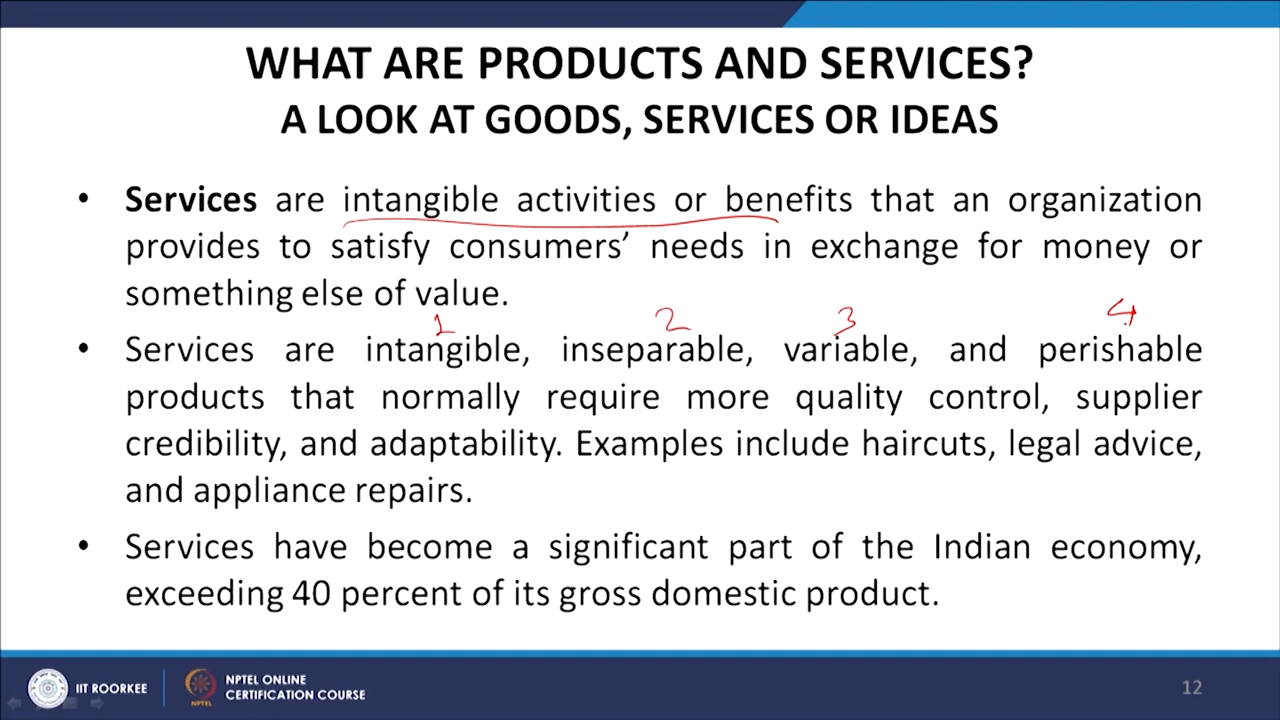 WHAT ARE PRODUCTS AND SERVICES?
A LOOK AT GOODS, SERVICES OR IDEAS
• Services are intangible activities or benefits that an organization
provides to satisfy consumers’ needs in exchange for money or
something else of value.
1 2 3 4
• Services are intangible, inseparable, variable, and perishable
products that normally require more quality control, supplier
credibility, and adaptability. Examples include haircuts, legal advice,
and appliance repairs.
• Services have become a significant part of the Indian economy,
exceeding 40 percent of its gross domestic product.
IIT ROORKEE
NPTEL
NPTEL ONLINE
CERTIFICATION COURSE
12